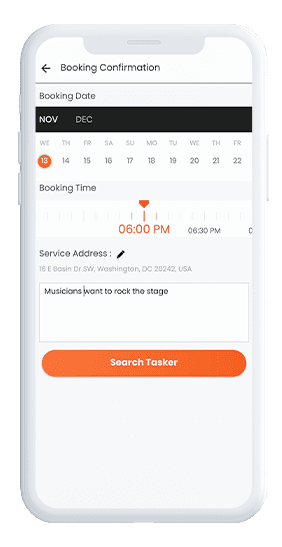 Booking Confirmation
Booking Date
NOV DEC
WE TH FR SA SU MO TU WE TH FR
13 14 15 16 17 18 19 20 21 22
Booking Time
06:00 PM 06:30 PM 0
Service Address :
16 E Basin Dr SW, Washington, DC 20242, USA
Musicians want to rock the stage
Search Tasker